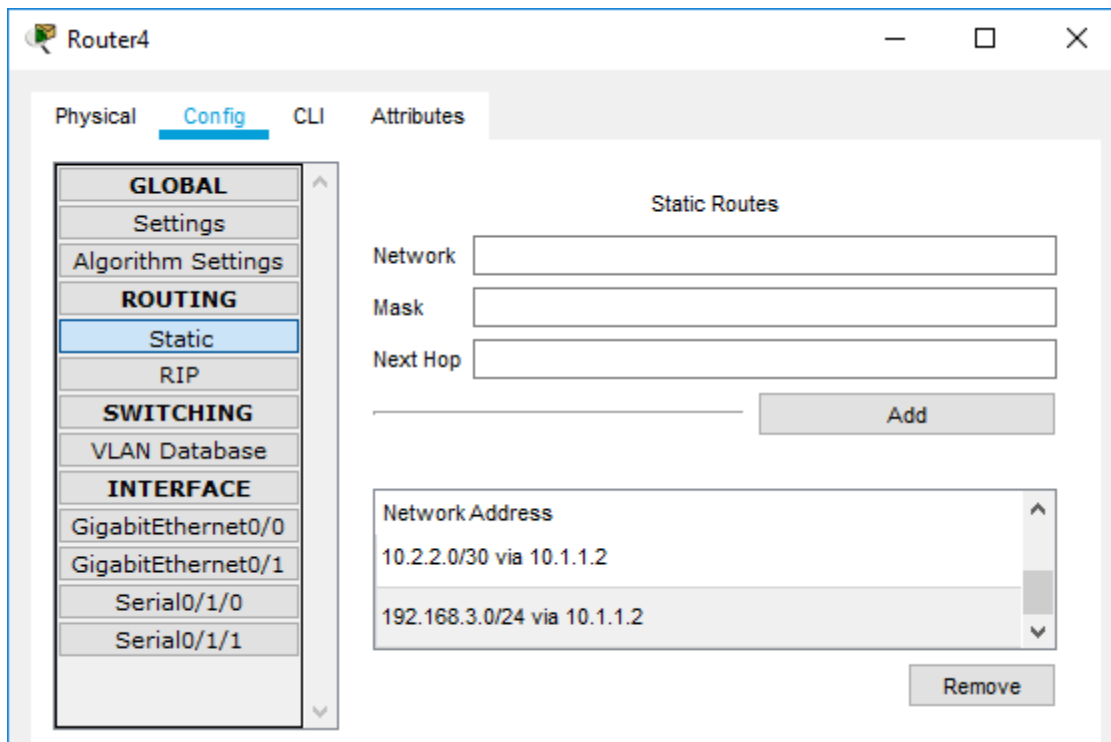 Router4
Physical Config CLI Attributes
GLOBAL
Settings
Algorithm Settings
ROUTING
Static
RIP
SWITCHING
VLAN Database
INTERFACE
GigabitEthernet0/0
GigabitEthernet0/1
Serial0/1/0
Serial0/1/1
Static Routes
Network
Mask
Next Hop
Add
Network Address
10.2.2.0/30 via 10.1.1.2
192.168.3.0/24 via 10.1.1.2
Remove